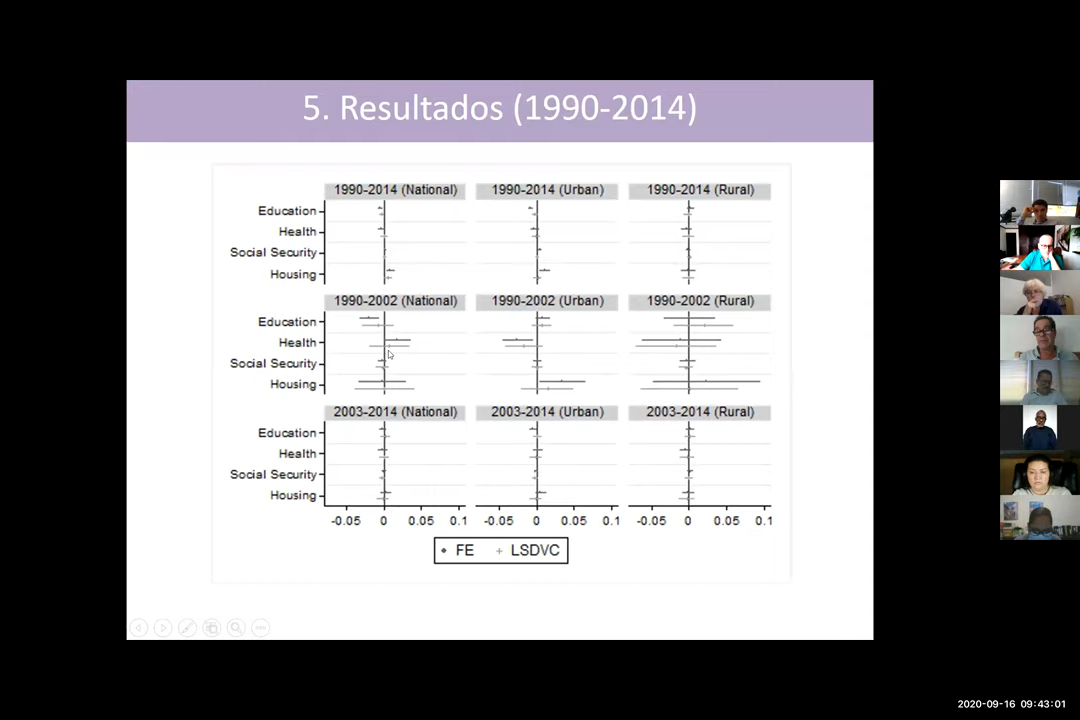 5. Resultados (1990-2014)
1990-2014 (National) 1990-2014 (Urban) 1990-2014 (Rural)
Education
Health
Social Security
Housing
1990-2002 (National) 1990-2002 (Urban) 1990-2002 (Rural)
Education
Health
Social Security
Housing
2003-2014 (National) 2003-2014 (Urban) 2003-2014 (Rural)
Education
Health
Social Security
Housing
-0.05 0 0.05 0.1 -0.05 0 0.05 0.1 -0.05 0 0.05 0.1
FE LSDVC
2020-09-16 09:43:01